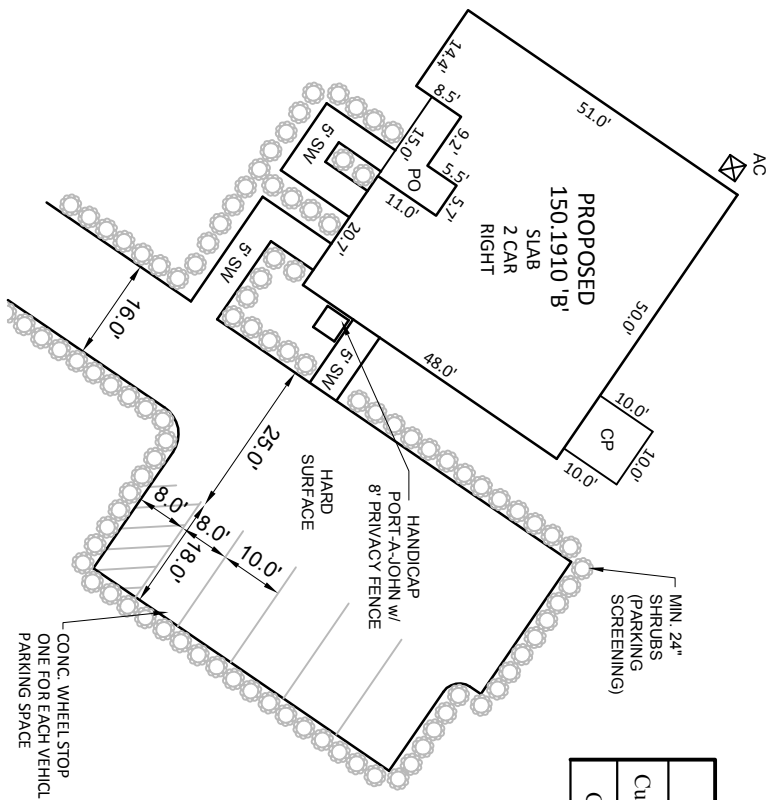 AC
51.0'
14.4'
8.5'
9.2'
5.5'
5.7'
15.0'
PO
11.0'
20.7'
PROPOSED
150.1910 'B'
SLAB
2 CAR
RIGHT
50.0'
48.0'
10.0'
10.0'
10.0'
CP
5' SW
5' SW
5' SW
16.0'
25.0'
HARD
SURFACE
HANDICAP
PORT-A-JOHN w/
8' PRIVACY FENCE
MIN. 24"
SHRUBS
(PARKING
SCREENING)
8.0'
8.0'
10.0'
18.0'
CONC. WHEEL STOP
ONE FOR EACH VEHICL
PARKING SPACE
Cu